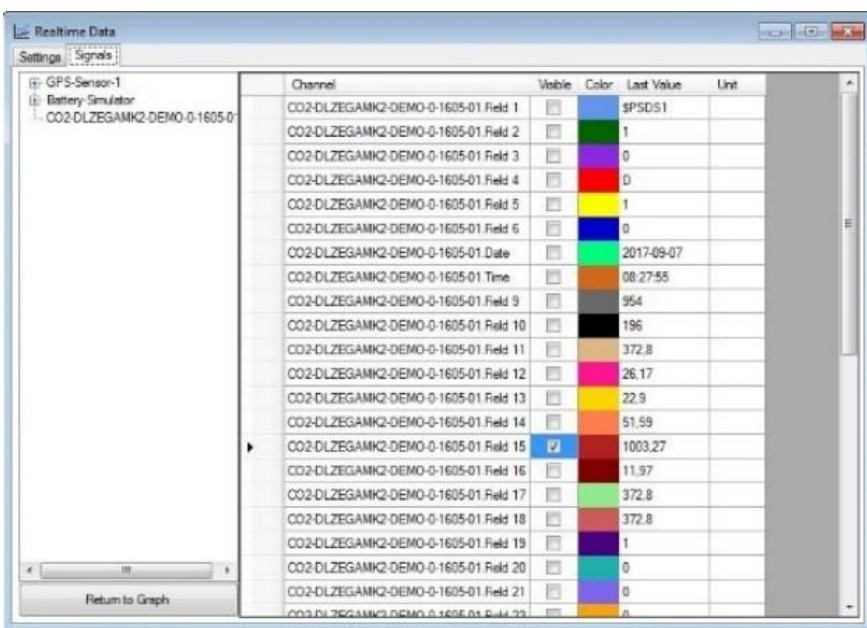 Realtime Data
Settings Signals
GPS-Sensor-1
Battery-Simulator
CO2-DLZEGAMK2-DEMO-0-1605-0
Return to Graph
Channel Visible Color Last Value Unit
CO2-DLZEGAMK2-DEMO-0-1605-01.Field 1 $PSDS1
CO2-DLZEGAMK2-DEMO-0-1605-01.Field 2 1
CO2-DLZEGAMK2-DEMO-0-1605-01.Field 3 0
CO2-DLZEGAMK2-DEMO-0-1605-01.Field 4 D
CO2-DLZEGAMK2-DEMO-0-1605-01.Field 5 1
CO2-DLZEGAMK2-DEMO-0-1605-01.Field 6 0
CO2-DLZEGAMK2-DEMO-0-1605-01.Date 2017-09-07
CO2-DLZEGAMK2-DEMO-0-1605-01.Time 08:27:55
CO2-DLZEGAMK2-DEMO-0-1605-01.Field 9 954
CO2-DLZEGAMK2-DEMO-0-1605-01.Field 10 196
CO2-DLZEGAMK2-DEMO-0-1605-01.Field 11 372,8
CO2-DLZEGAMK2-DEMO-0-1605-01.Field 12 26,17
CO2-DLZEGAMK2-DEMO-0-1605-01.Field 13 22,9
CO2-DLZEGAMK2-DEMO-0-1605-01.Field 14 51,59
CO2-DLZEGAMK2-DEMO-0-1605-01.Field 15 1003,27
CO2-DLZEGAMK2-DEMO-0-1605-01.Field 16 11,97
CO2-DLZEGAMK2-DEMO-0-1605-01.Field 17 372,8
CO2-DLZEGAMK2-DEMO-0-1605-01.Field 18 372,8
CO2-DLZEGAMK2-DEMO-0-1605-01.Field 19 1
CO2-DLZEGAMK2-DEMO-0-1605-01.Field 20 0
CO2-DLZEGAMK2-DEMO-0-1605-01.Field 21 0
CO2-DLZEGAMK2-DEMO-0-1605-01.Field 22 0